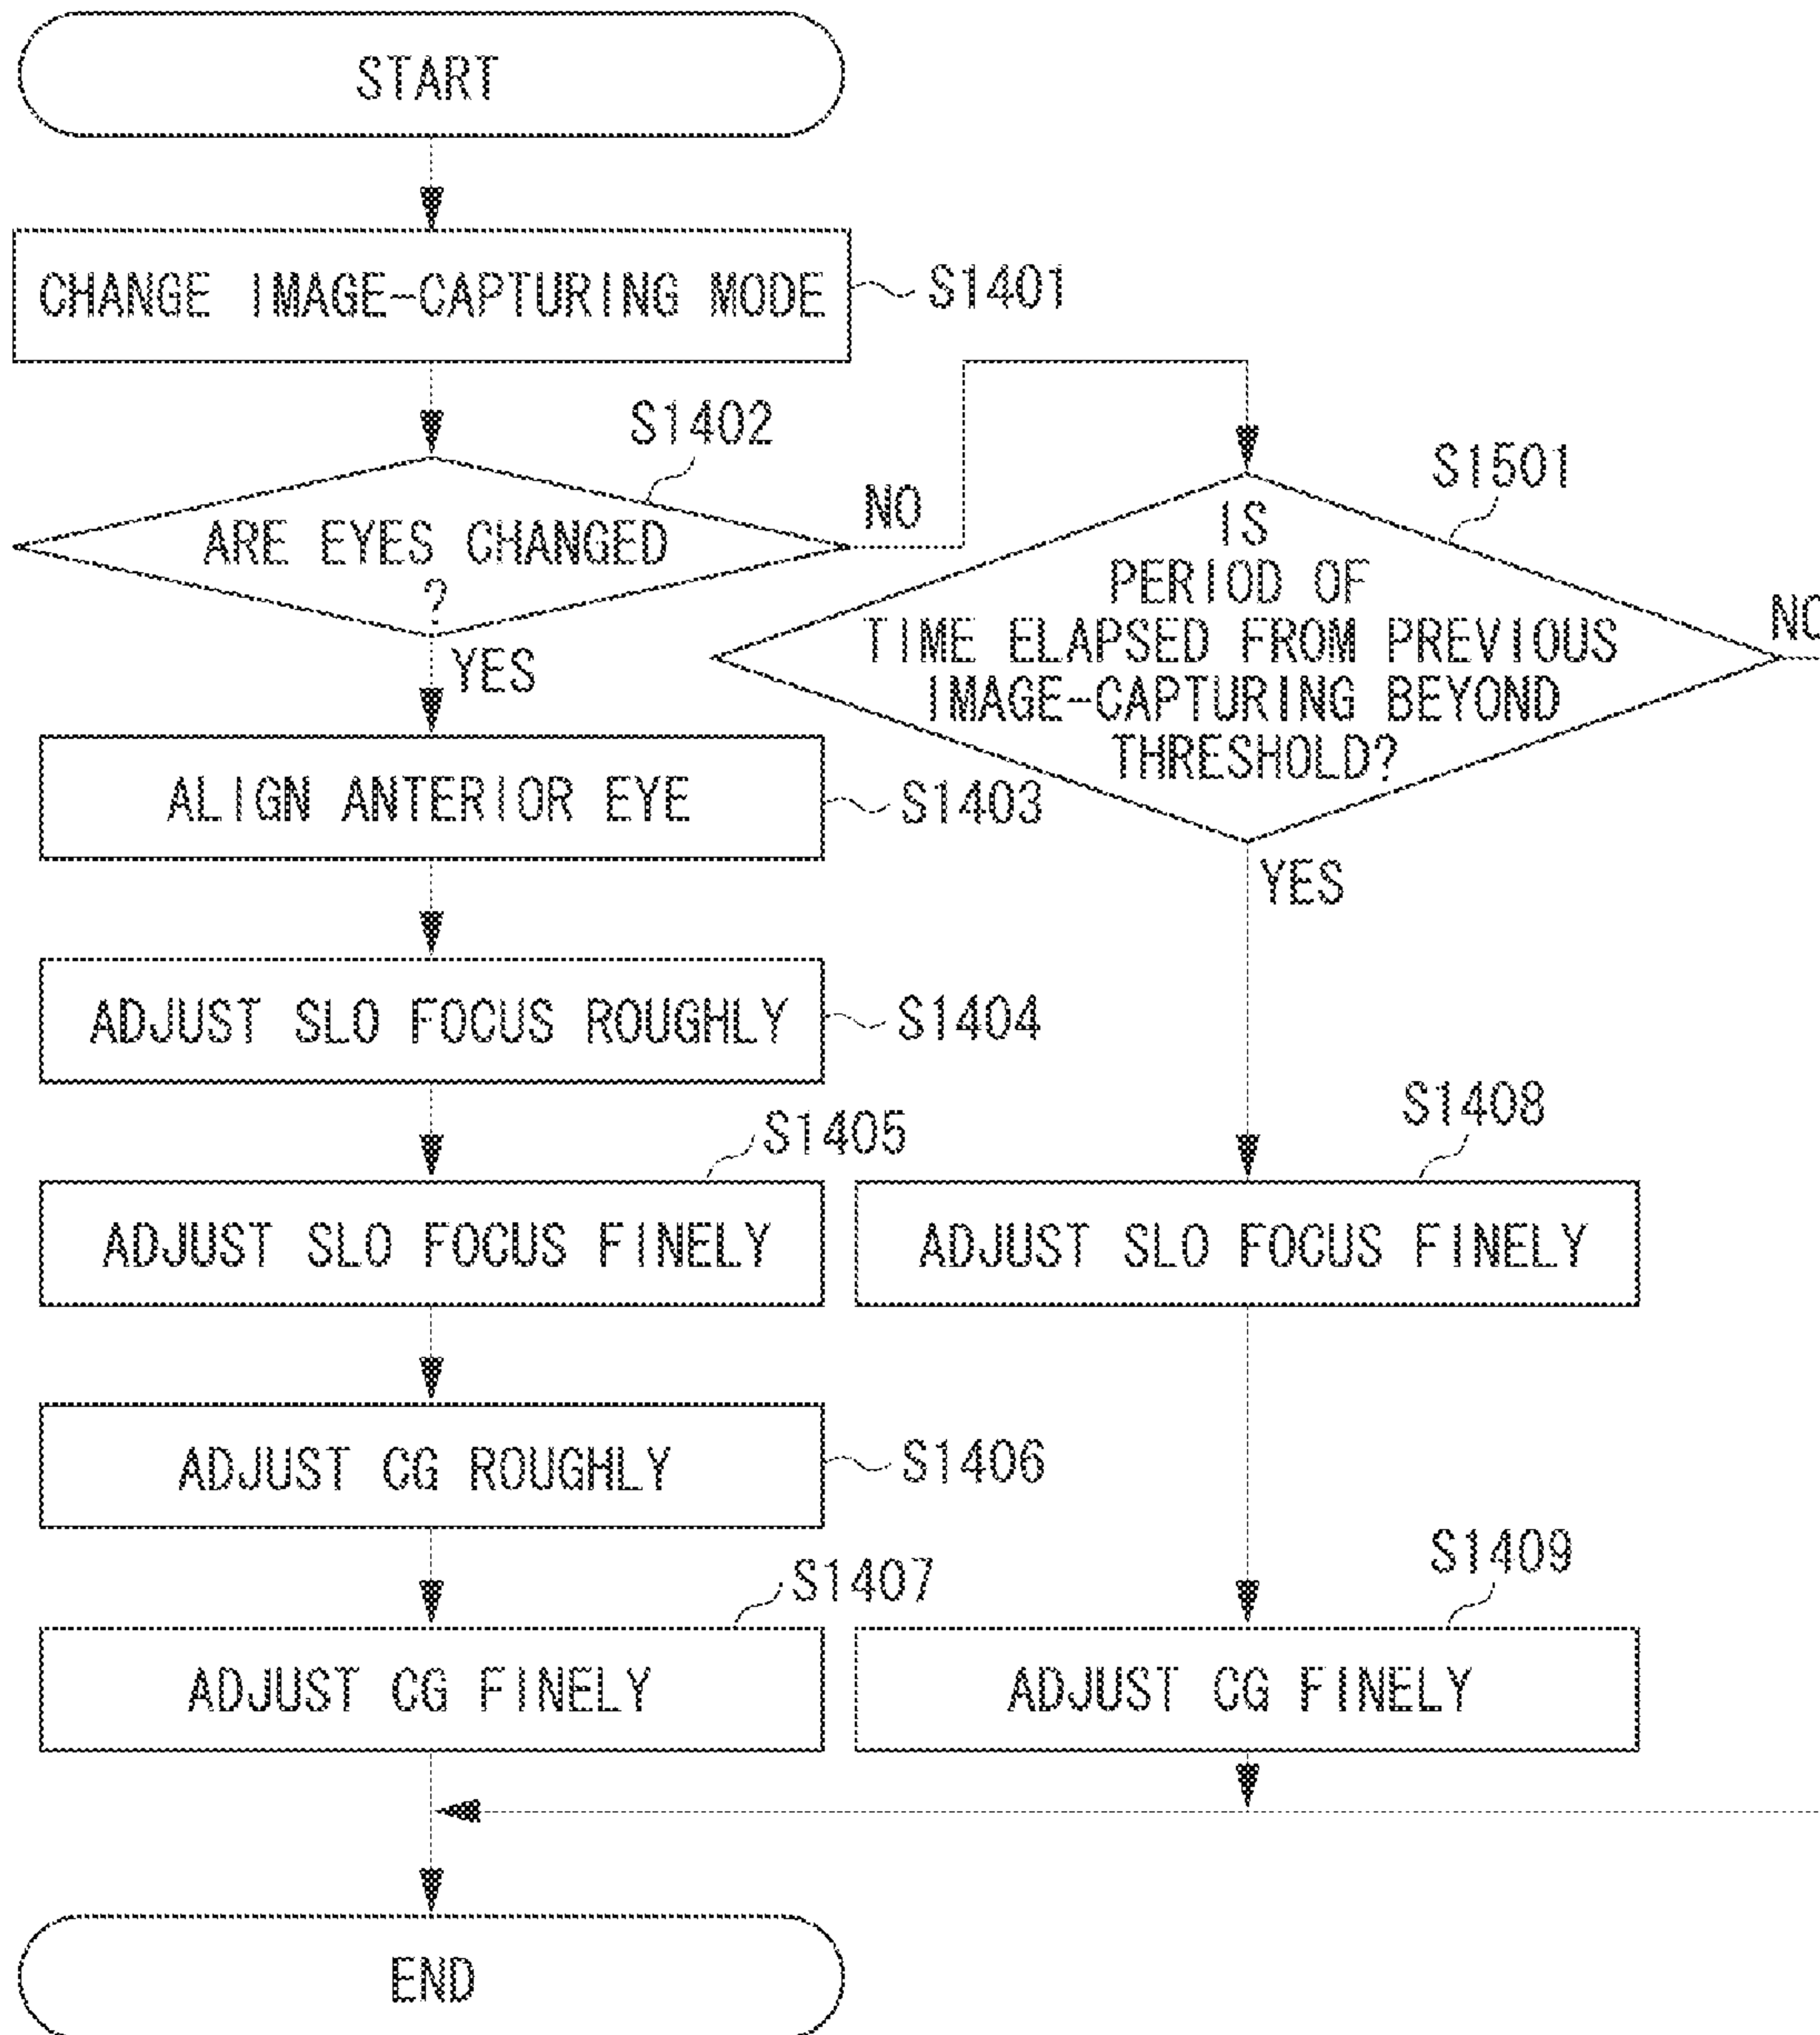 START
CHANGE IMAGE-CAPTURING MODE
S1401
S1402
ARE EYES CHANGED
?
NO
YES
S1501
IS
PERIOD OF
TIME ELAPSED FROM PREVIOUS
IMAGE-CAPTURING BEYOND
THRESHOLD?
NO
YES
ALIGN ANTERIOR EYE
S1403
ADJUST SLO FOCUS ROUGHLY
S1404
S1405
ADJUST SLO FOCUS FINELY
S1408
ADJUST SLO FOCUS FINELY
ADJUST CG ROUGHLY
S1406
S1407
ADJUST CG FINELY
S1409
ADJUST CG FINELY
END